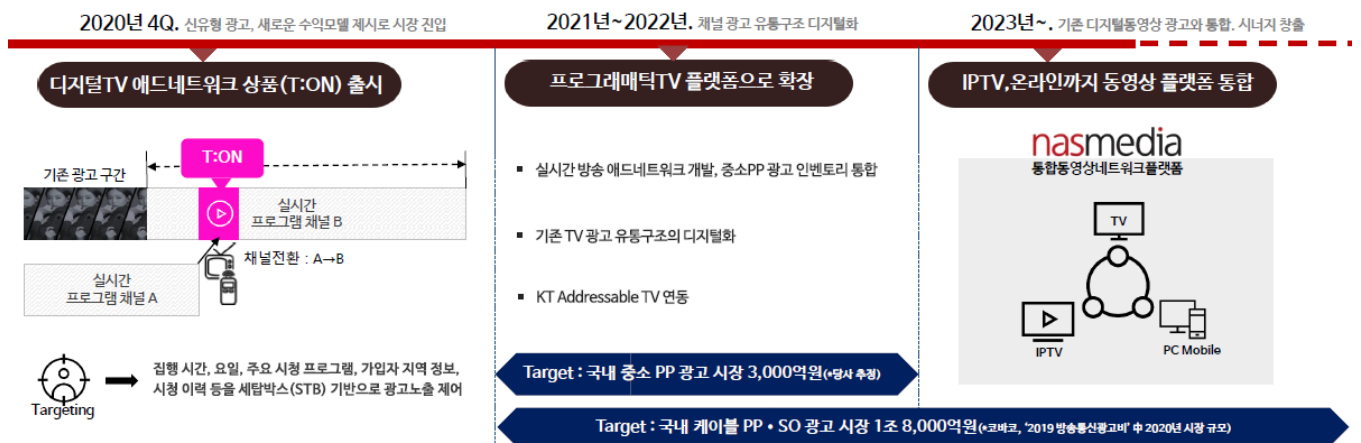 2020년 4Q. 신유형 광고, 새로운 수익모델 제시로 시장 진입
디지털TV 애드네트워크 상품(T:ON) 출시
T:ON
기존 광고 구간
실시간
프로그램 채널 B
채널전환 : A→B
실시간
프로그램 채널 A
Targeting
집행 시간, 요일, 주요 시청 프로그램, 가입자 지역 정보,
시청 이력 등을 세탑박스(STB) 기반으로 광고노출 제어
2021년~2022년. 채널 광고 유통구조 디지털화
프로그래매틱TV 플랫폼으로 확장
▪ 실시간 방송 애드네트워크 개발, 중소PP 광고 인벤토리 통합
▪ 기존 TV 광고 유통구조의 디지털화
▪ KT Addressable TV 연동
Target : 국내 중소 PP 광고 시장 3,000억원(*당사 추정)
2023년~. 기존 디지털동영상 광고와 통합. 시너지 창출
IPTV,온라인까지 동영상 플랫폼 통합
nasmedia
통합동영상네트워크플랫폼
TV
IPTV
PC Mobile
Target : 국내 케이블 PP • SO 광고 시장 1조 8,000억원(*코바코, ‘2019 방송통신광고비’ 中 2020년 시장 규모)